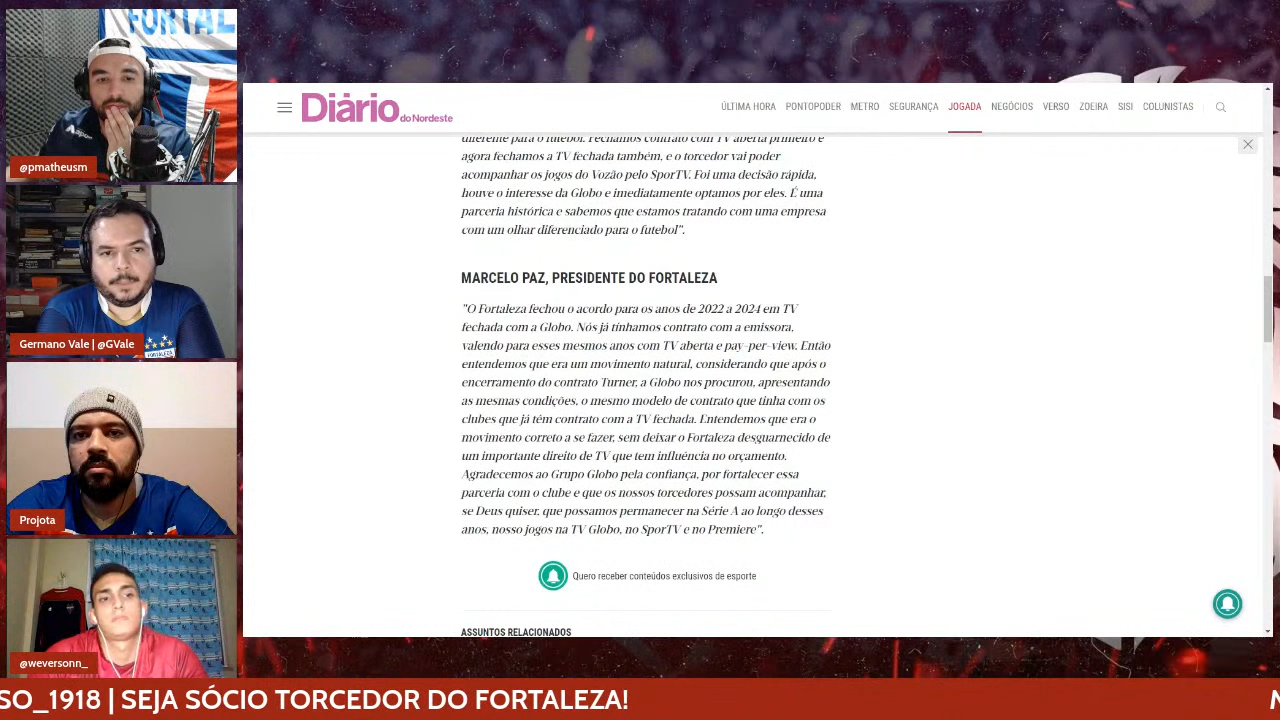 FORTAL
@pmatheusm
Germano Vale | @GVale
FORTALEZA
Projota
@weversonn_
Diário do Nordeste
ÚLTIMA HORA PONTOPODER METRO SEGURANÇA JOGADA NEGÓCIOS VERSO ZOEIRA SISI COLUNISTAS
diferente para o futebol. Fechamos contrato com TV aberta primeiro e
agora fechamos a TV fechada também, e o torcedor vai poder
acompanhar os jogos do Vozão pelo SporTV. Foi uma decisão rápida,
houve o interesse da Globo e imediatamente optamos por eles. É uma
parceria histórica e sabemos que estamos tratando com uma empresa
com um olhar diferenciado para o futebol".
MARCELO PAZ, PRESIDENTE DO FORTALEZA
"O Fortaleza fechou o acordo para os anos de 2022 a 2024 em TV
fechada com a Globo. Nós já tínhamos contrato com a emissora,
valendo para esses mesmos anos com TV aberta e pay-per-view. Então
entendemos que era um movimento natural, considerando que após o
encerramento do contrato Turner, a Globo nos procurou, apresentando
as mesmas condições, o mesmo modelo de contrato que tinha com os
clubes que já têm contrato com a TV fechada. Entendemos que era o
movimento correto a se fazer, sem deixar o Fortaleza desguarnecido de
um importante direito de TV que tem influência no orçamento.
Agradecemos ao Grupo Globo pela confiança, por fortalecer essa
parceria com o clube e que os nossos torcedores possam acompanhar,
se Deus quiser, que possamos permanecer na Série A ao longo desses
anos, nosso jogos na TV Globo, no SporTV e no Premiere".
Quero receber conteúdos exclusivos de esporte
ASSUNTOS RELACIONADOS
SO_1918 | SEJA SÓCIO TORCEDOR DO FORTALEZA!